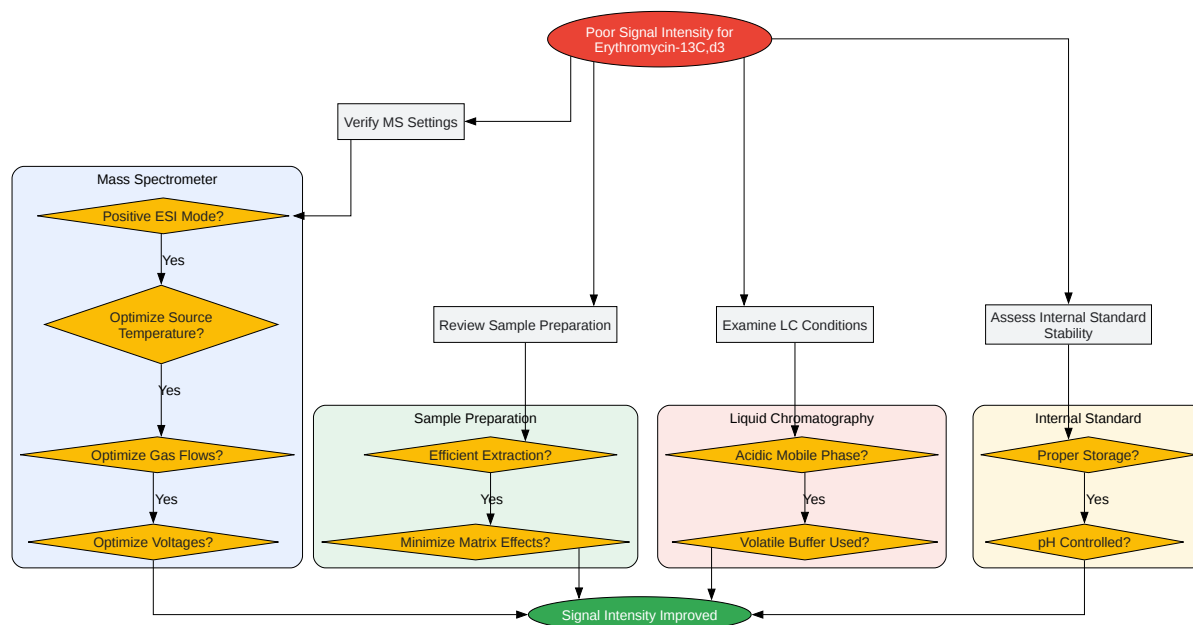 Poor Signal Intensity for
Erythromycin-13C,d3
Verify MS Settings
Mass Spectrometer
Positive ESI Mode?
Yes
Optimize Source
Temperature?
Yes
Optimize Gas Flows?
Yes
Optimize Voltages?
Review Sample Preparation
Sample Preparation
Efficient Extraction?
Yes
Minimize Matrix Effects?
Examine LC Conditions
Liquid Chromatography
Acidic Mobile Phase?
Yes
Volatile Buffer Used?
Assess Internal Standard
Stability
Internal Standard
Proper Storage?
Yes
pH Controlled?
Signal Intensity Improved